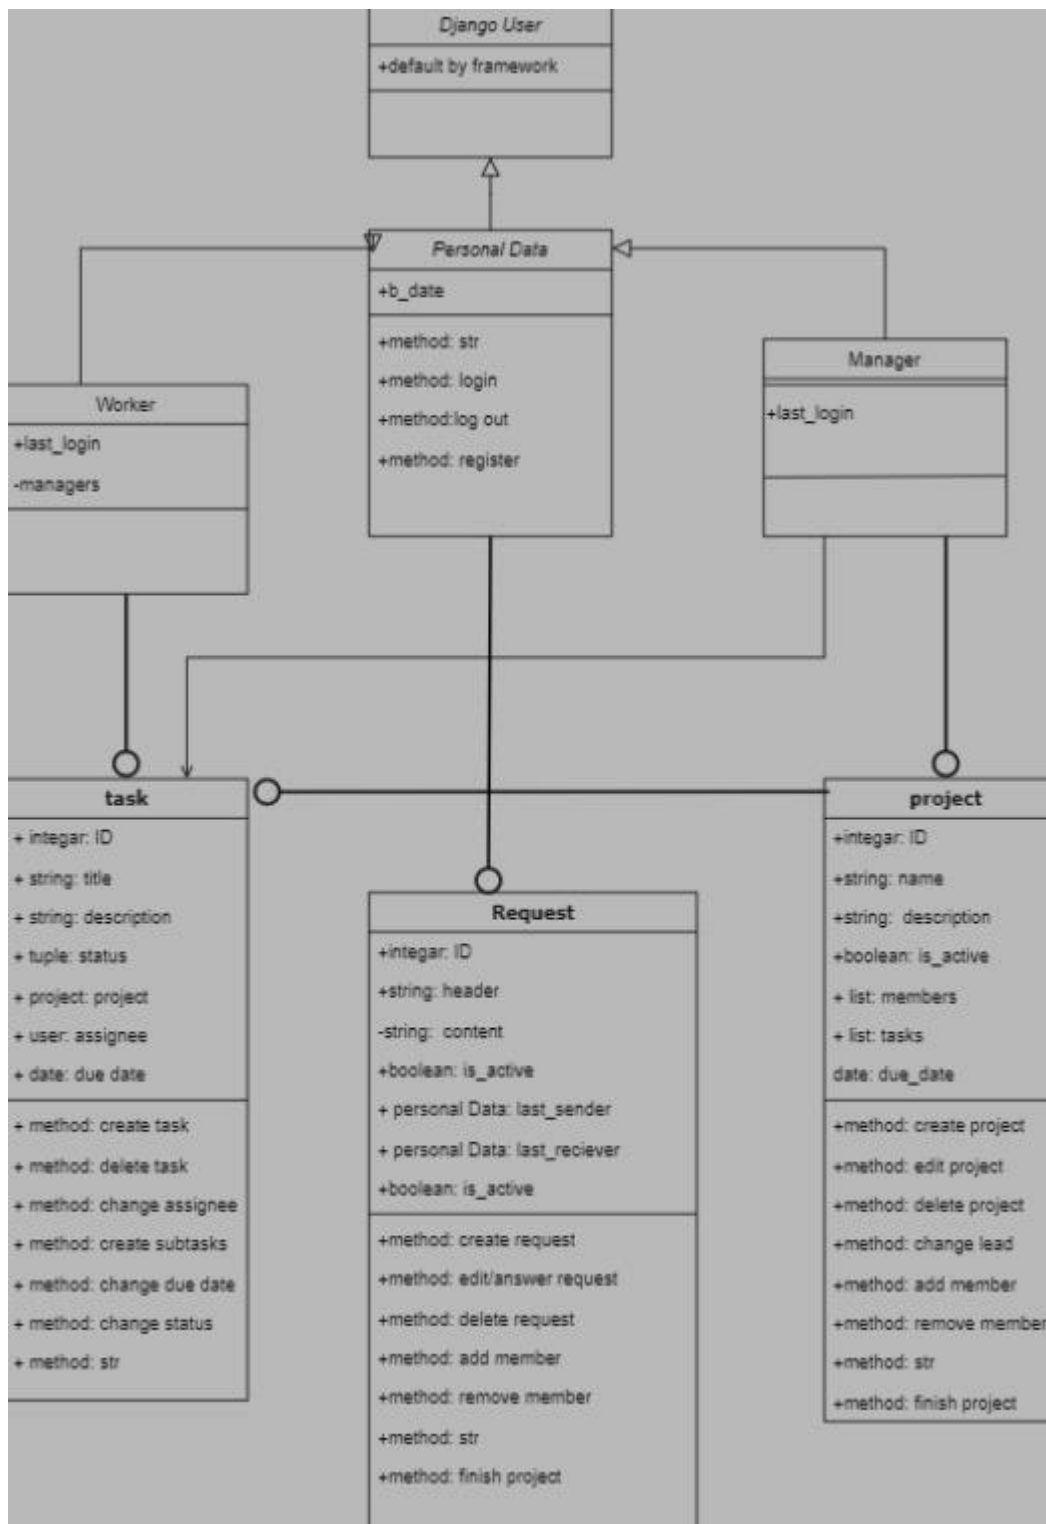 Django User
+default by framework
Personal Data
+b_date
+method: str
+method: login
+method:log out
+method: register
Worker
+last_login
-managers
Manager
+last_login
task
+ integar: ID
+ string: title
+ string: description
+ tuple: status
+ project: project
+ user: assignee
+ date: due date
+ method: create task
+ method: delete task
+ method: change assignee
+ method: create subtasks
+ method: change due date
+ method: change status
+ method: str
Request
+integar: ID
+string: header
-string:  content
+boolean: is_active
+ personal Data: last_sender
+ personal Data: last_reciever
+boolean: is_active
+method: create request
+method: edit/answer request
+method: delete request
+method: add member
+method: remove member
+method: str
+method: finish project
project
+integar: ID
+string: name
+string:  description
+boolean: is_active
+ list: members
+ list: tasks
date: due_date
+method: create project
+method: edit project
+method: delete project
+method: change lead
+method: add member
+method: remove member
+method: str
+method: finish project